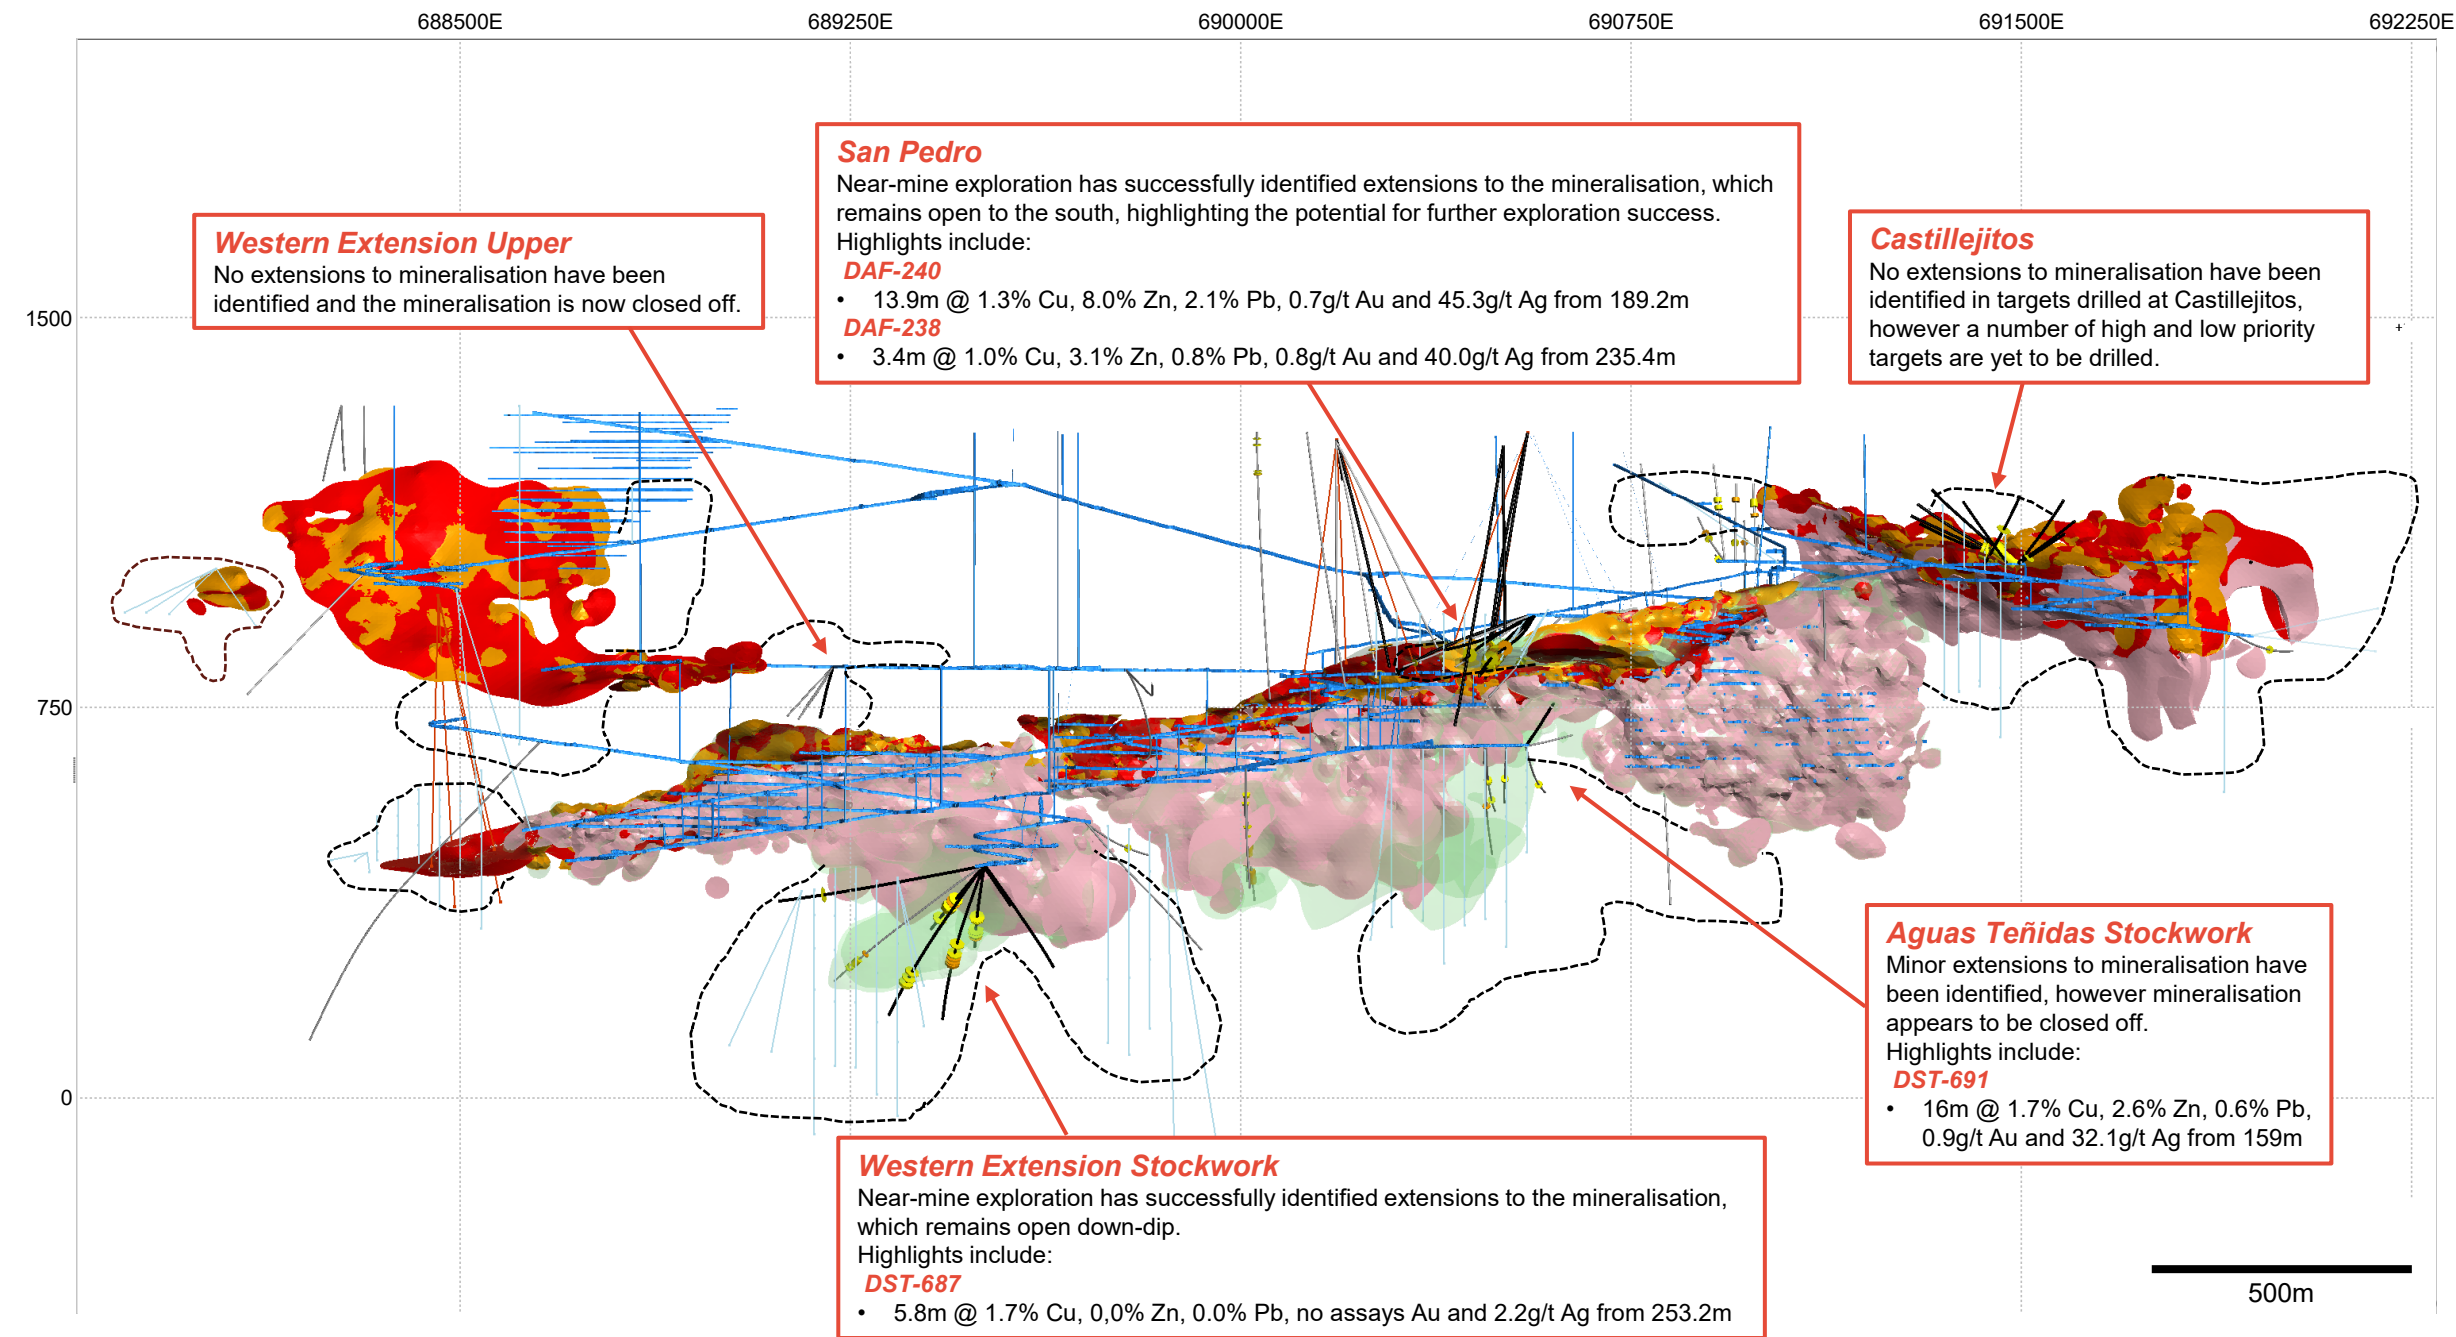 688500E 689250E 690000E 690750E 691500E 692250E
San Pedro
Near-mine exploration has successfully identified extensions to the mineralisation, which
remains open to the south, highlighting the potential for further exploration success.
Highlights include:
DAF-240
• 13.9m @ 1.3% Cu, 8.0% Zn, 2.1% Pb, 0.7g/t Au and 45.3g/t Ag from 189.2m
DAF-238
• 3.4m @ 1.0% Cu, 3.1% Zn, 0.8% Pb, 0.8g/t Au and 40.0g/t Ag from 235.4m
Western Extension Upper
No extensions to mineralisation have been
identified and the mineralisation is now closed off.
Castillejitos
No extensions to mineralisation have been
identified in targets drilled at Castillejitos,
however a number of high and low priority
targets are yet to be drilled.
1500
750
0
Aguas Teñidas Stockwork
Minor extensions to mineralisation have
been identified, however mineralisation
appears to be closed off.
Highlights include:
DST-691
• 16m @ 1.7% Cu, 2.6% Zn, 0.6% Pb,
0.9g/t Au and 32.1g/t Ag from 159m
Western Extension Stockwork
Near-mine exploration has successfully identified extensions to the mineralisation,
which remains open down-dip.
Highlights include:
DST-687
• 5.8m @ 1.7% Cu, 0,0% Zn, 0.0% Pb, no assays Au and 2.2g/t Ag from 253.2m
500m